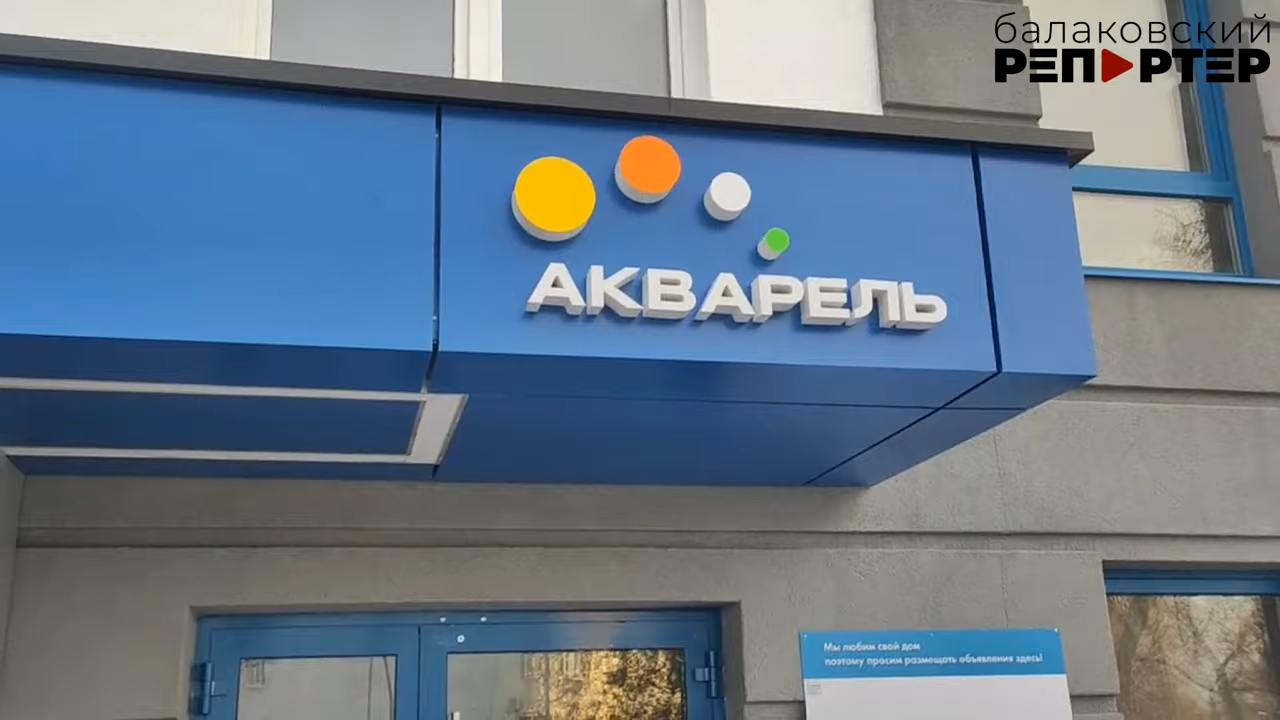 балаковский
РЕПОРТЕР
АКВАРЕЛЬ
Мы любим свой дом
поэтому просим размещать объявления здесь!